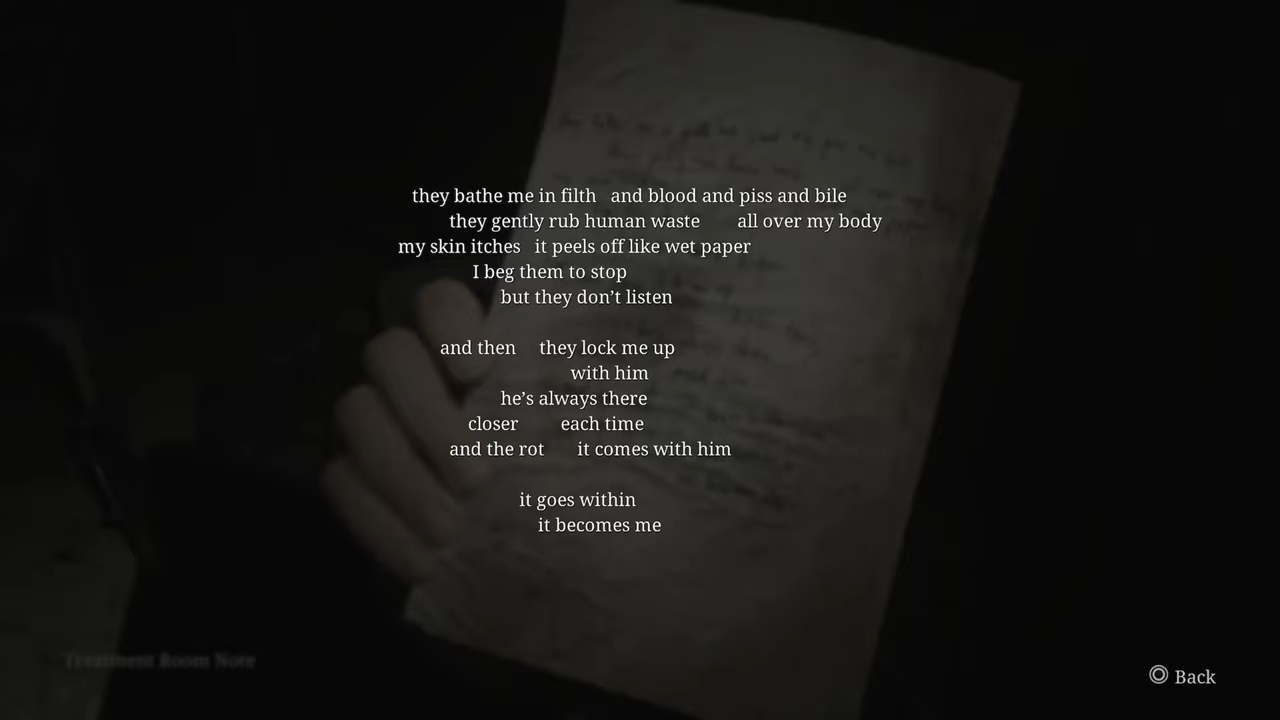 they bathe me in filth   and blood and piss and bile
they gently rub human waste   all over my body
my skin itches   it peels off like wet paper
I beg them to stop
but they don’t listen
and then   they lock me up
with him
he’s always there
closer   each time
and the rot   it comes with him
it goes within
it becomes me
Treatment Room Note
Back